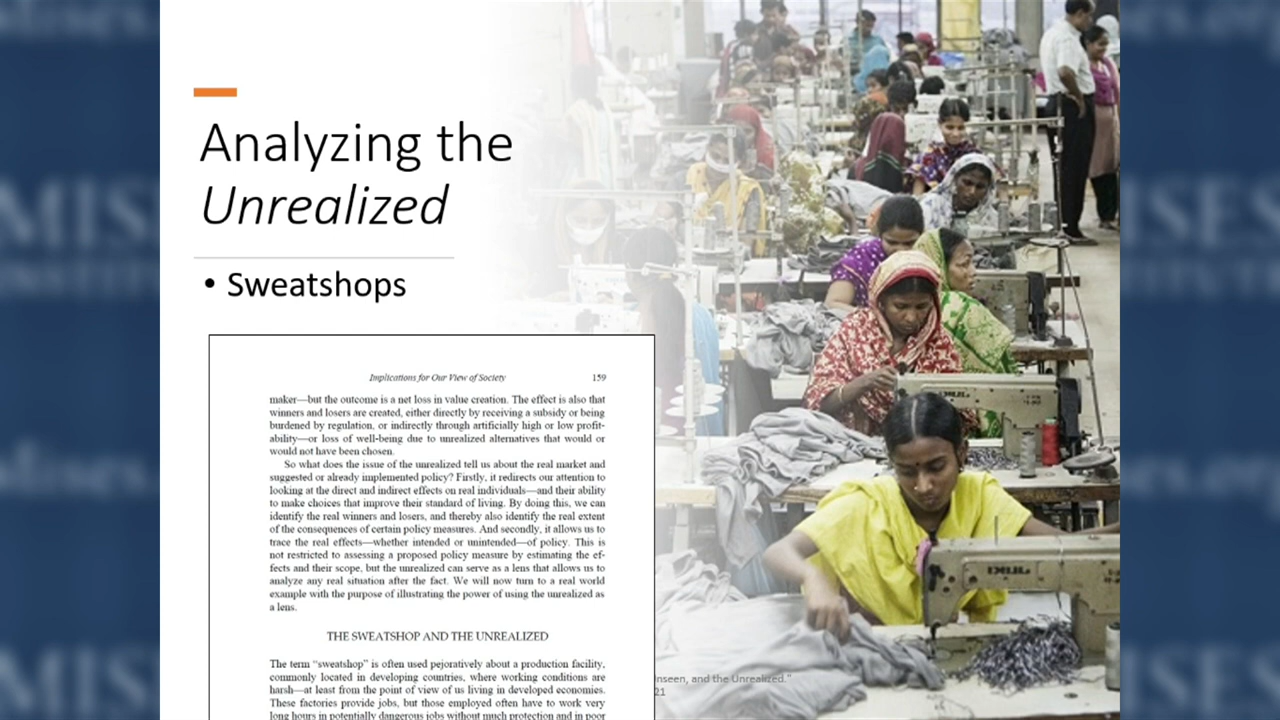 Analyzing the
Unrealized
• Sweatshops
Implications for Our View of Society 159
maker—but the outcome is a net loss in value creation. The effect is also that
winners and losers are created, either directly by receiving a subsidy or being
burdened by regulation, or indirectly through artificially high or low profit-
ability—or loss of well-being due to unrealized alternatives that would or
would not have been chosen.
So what does the issue of the unrealized tell us about the real market and
suggested or already implemented policy? Firstly, it redirects our attention to
looking at the direct and indirect effects on real individuals—and their ability
to make choices that improve their standard of living. By doing this, we can
identify the real winners and losers, and thereby also identify the real extent
of the consequences of certain policy measures. And secondly, it allows us to
trace the real effects—whether intended or unintended—of policy. This is
not restricted to assessing a proposed policy measure by estimating the ef-
fects and their scope, but the unrealized can serve as a lens that allows us to
analyze any real situation after the fact. We will now turn to a real world
example with the purpose of illustrating the power of using the unrealized as
a lens.
THE SWEATSHOP AND THE UNREALIZED
The term “sweatshop” is often used pejoratively about a production facility,
commonly located in developing countries, where working conditions are
harsh—at least from the point of view of us living in developed economies.
These factories provide jobs, but those employed often have to work very
long hours in potentially dangerous jobs without much protection and in poor
nseen, and the Unrealized."
21